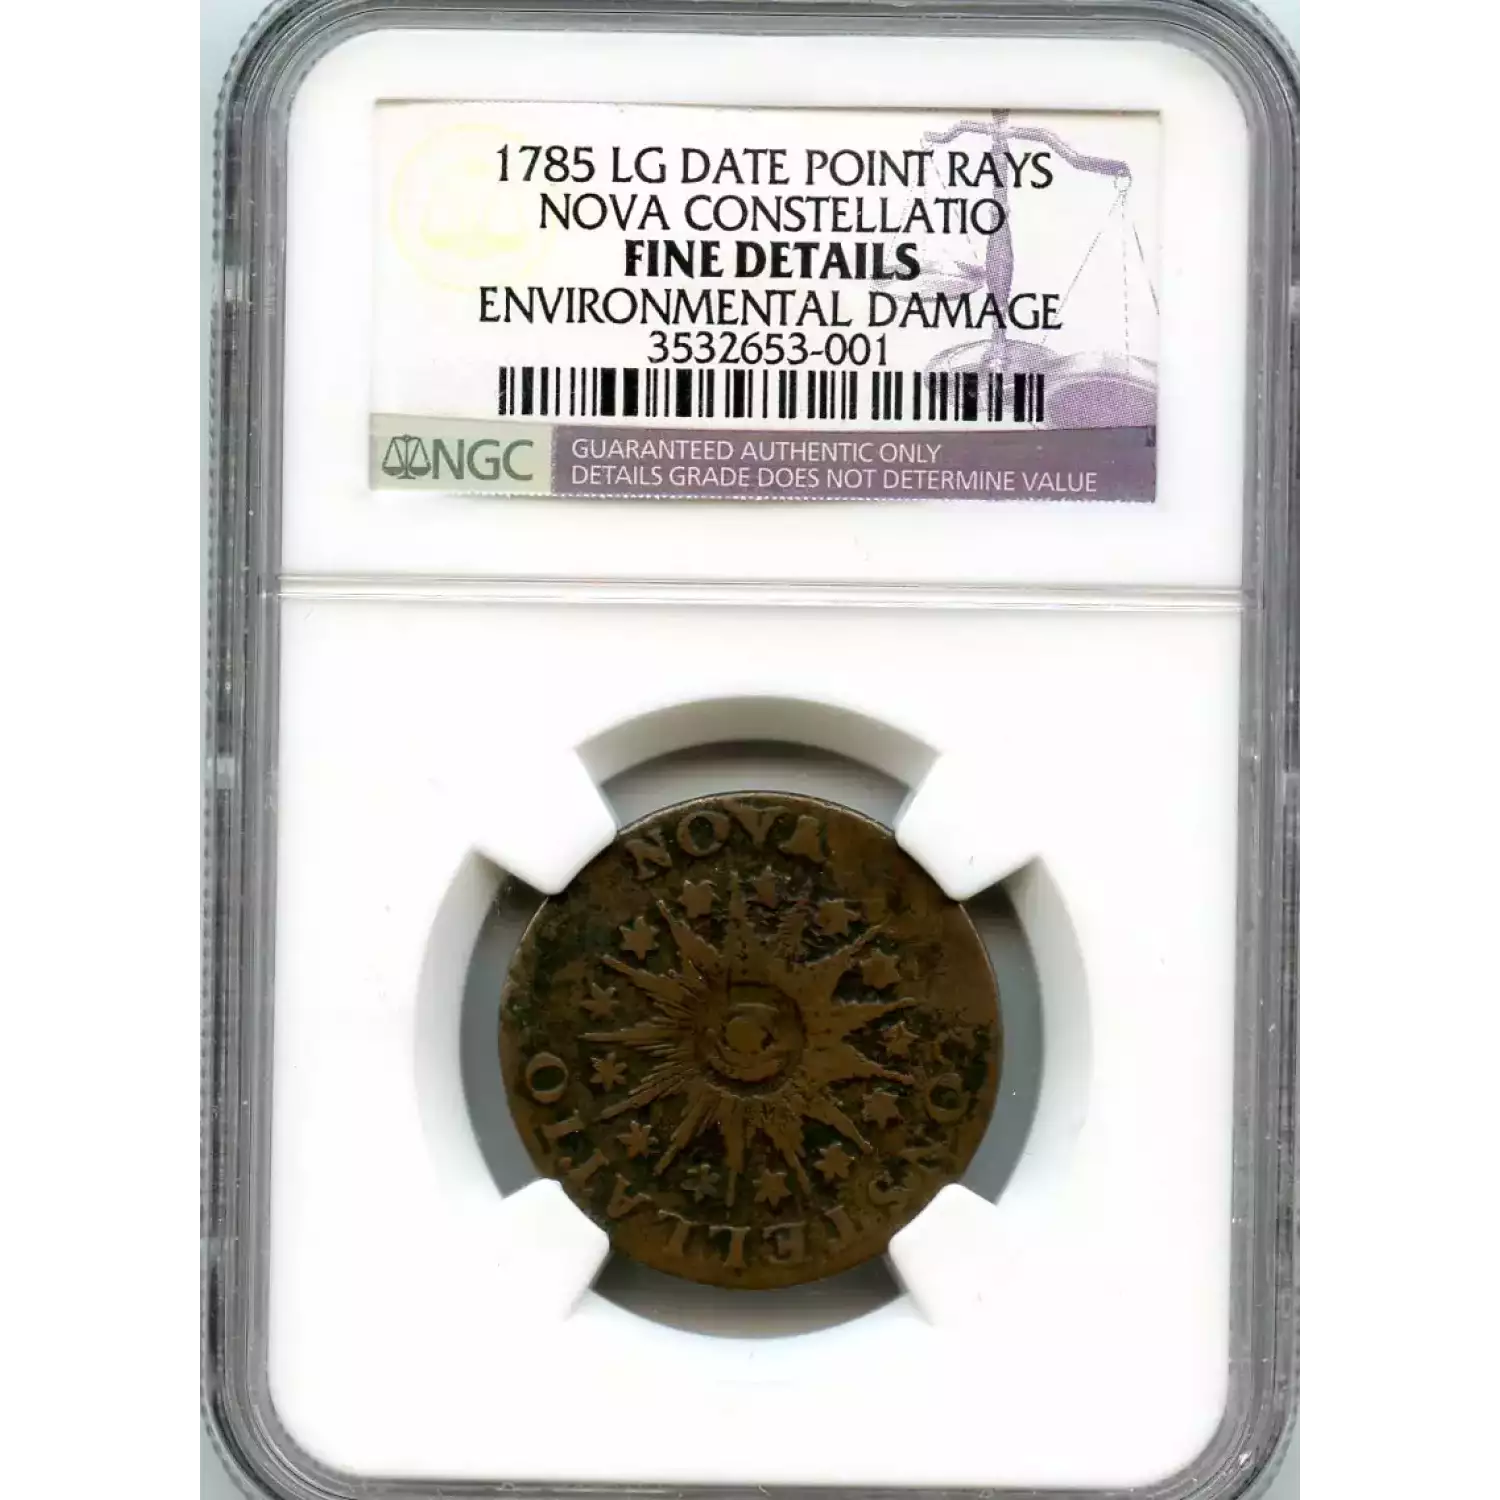 1785 LG DATE POINT RAYS
NOVA CONSTELLATIO
FINE DETAILS
ENVIRONMENTAL DAMAGE
3532653-001
NGC
GUARANTEED AUTHENTIC ONLY
DETAILS GRADE DOES NOT DETERMINE VALUE
NOVA